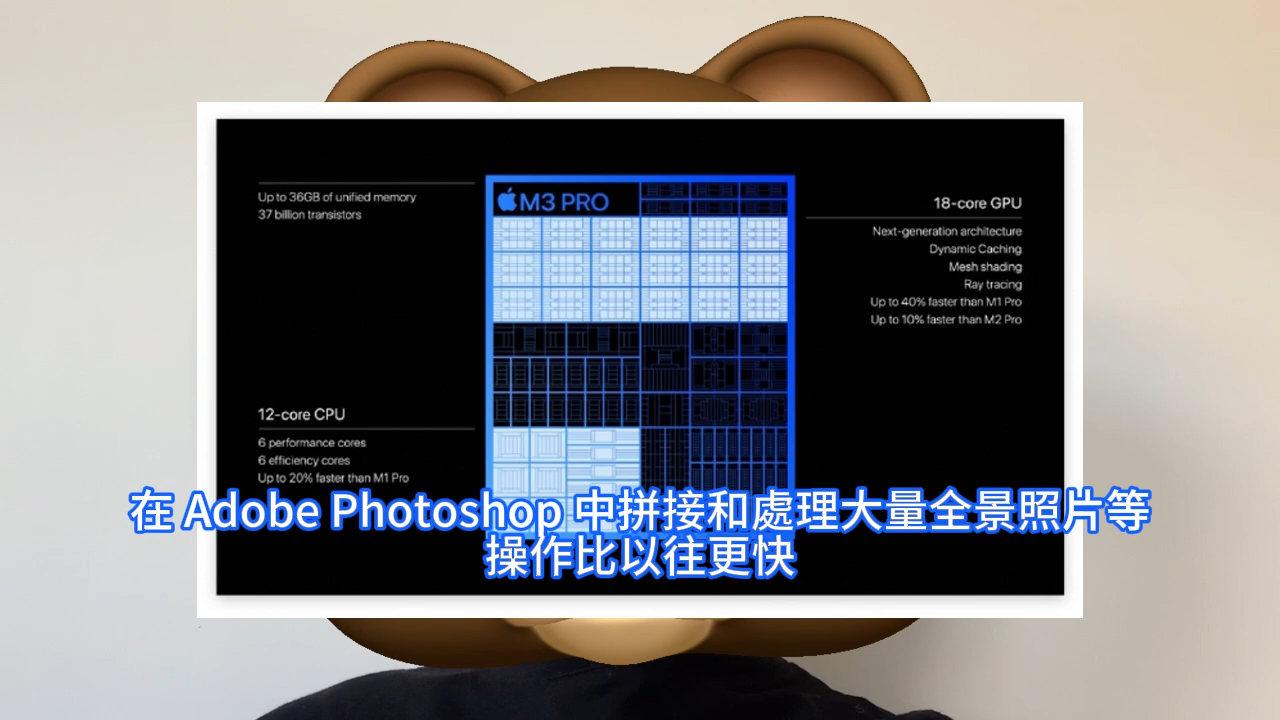 Up to 36GB of unified memory
37 billion transistors
M3 PRO
18-core GPU
Next-generation architecture
Dynamic Caching
Mesh shading
Ray tracing
Up to 40% faster than M1 Pro
Up to 10% faster than M2 Pro
12-core CPU
6 performance cores
6 efficiency cores
Up to 20% faster than M1 Pro
在 Adobe Photoshop 中拼接和處理大量全景照片等
操作比以往更快